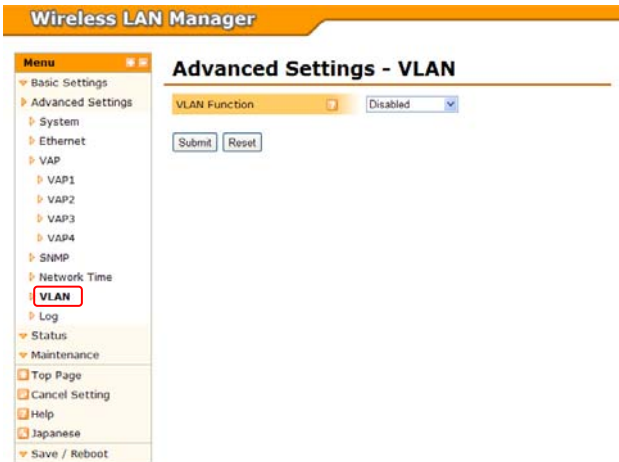 Wireless LAN Manager
Menu
Basic Settings
Advanced Settings
System
Ethernet
VAP
VAP1
VAP2
VAP3
VAP4
SNMP
Network Time
VLAN
Log
Status
Maintenance
Top Page
Cancel Setting
Help
Japanese
Save / Reboot
Advanced Settings - VLAN
VLAN Function
Disabled
Submit Reset